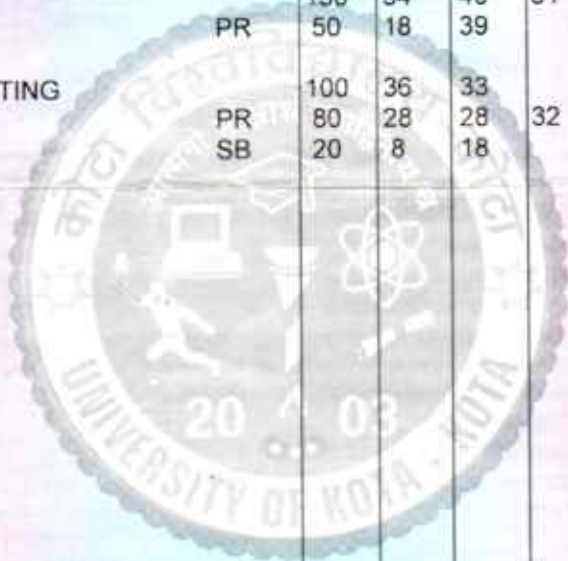 PR 50 18 39
TING 100 36 33
PR 80 28 28 32
SB 20 8 18
कोटा विश्वविद्यालय कोटा
20 03
UNIVERSITY OF KOTA - KOTA